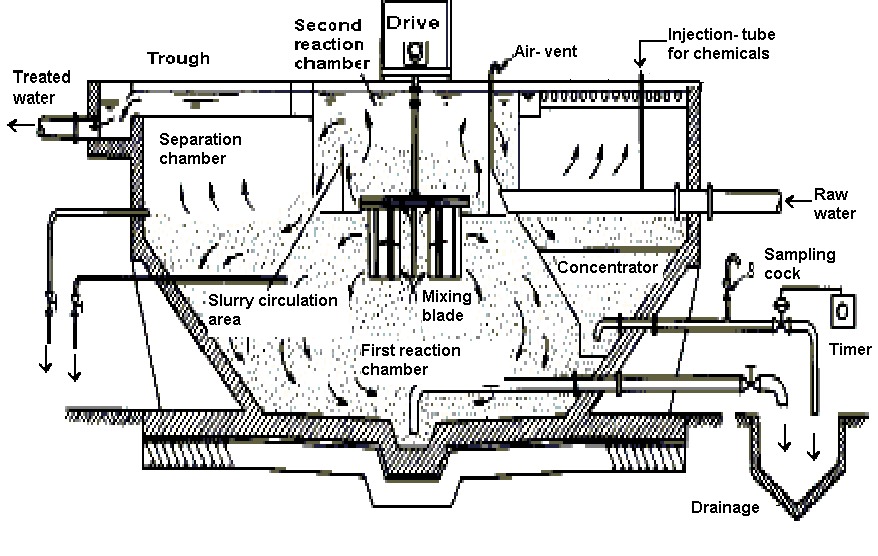 Second
reaction
chamber
Drive
Injection- tube
for chemicals
Trough
Air- vent
Treated
water
Separation
chamber
Raw
water
Sampling
cock
Concentrator
Slurry circulation
area
Mixing
blade
Timer
First reaction
chamber
Drainage